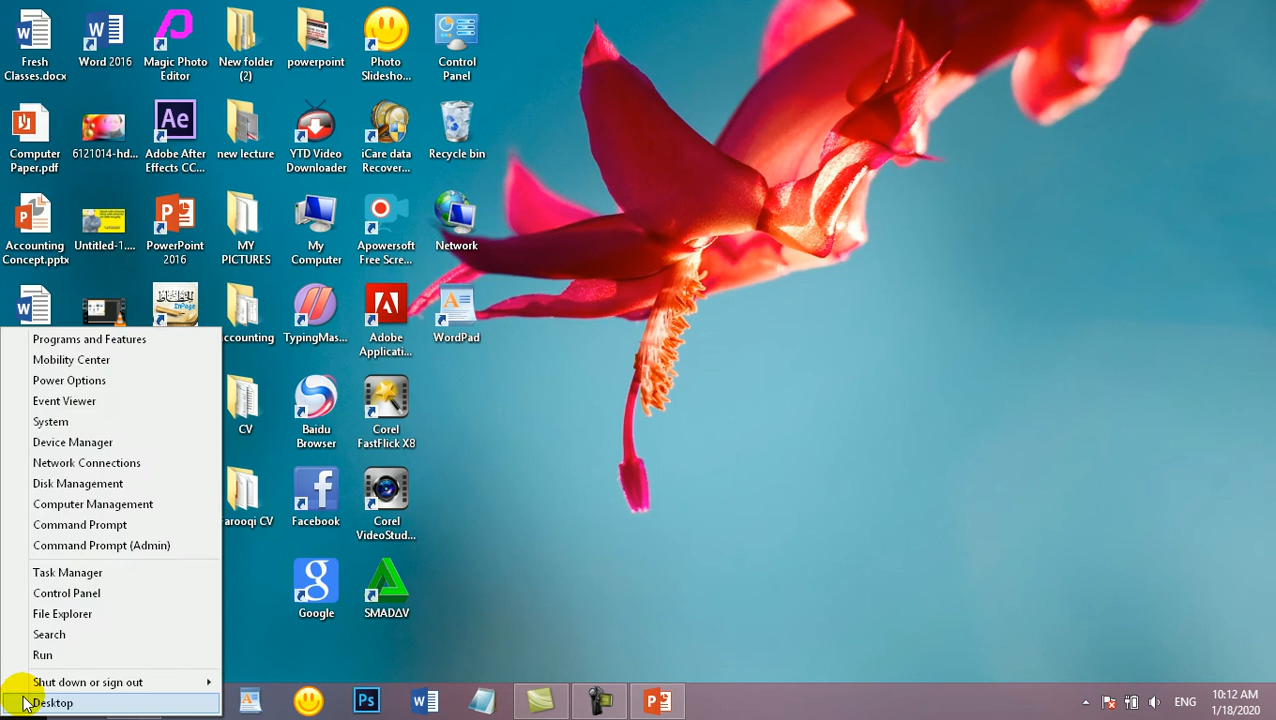 Fresh
Classes.docx
Word 2016
Magic Photo
Editor
New folder
(2)
powerpoint
Photo
Slidesho...
Control
Panel
Computer
Paper.pdf
6121014-hd...
Ae
Adobe After
Effects CC...
new lecture
YTD Video
Downloader
iCare data
Recover...
Recycle bin
Accounting
Concept.pptx
Untitled-1....
PowerPoint
2016
MY
PICTURES
My
Computer
Apowersoft
Free Scre...
Network
InPage
ccounting
TypingMas...
Adobe
Applicati...
WordPad
CV
Baidu
Browser
Corel
FastFlick X8
Farooqi CV
Facebook
Corel
VideoStud...
Google
SMADΔV
Programs and Features
Mobility Center
Power Options
Event Viewer
System
Device Manager
Network Connections
Disk Management
Computer Management
Command Prompt
Command Prompt (Admin)
Task Manager
Control Panel
File Explorer
Search
Run
Shut down or sign out
Desktop
Ps
ENG
10:12 AM
1/18/2020